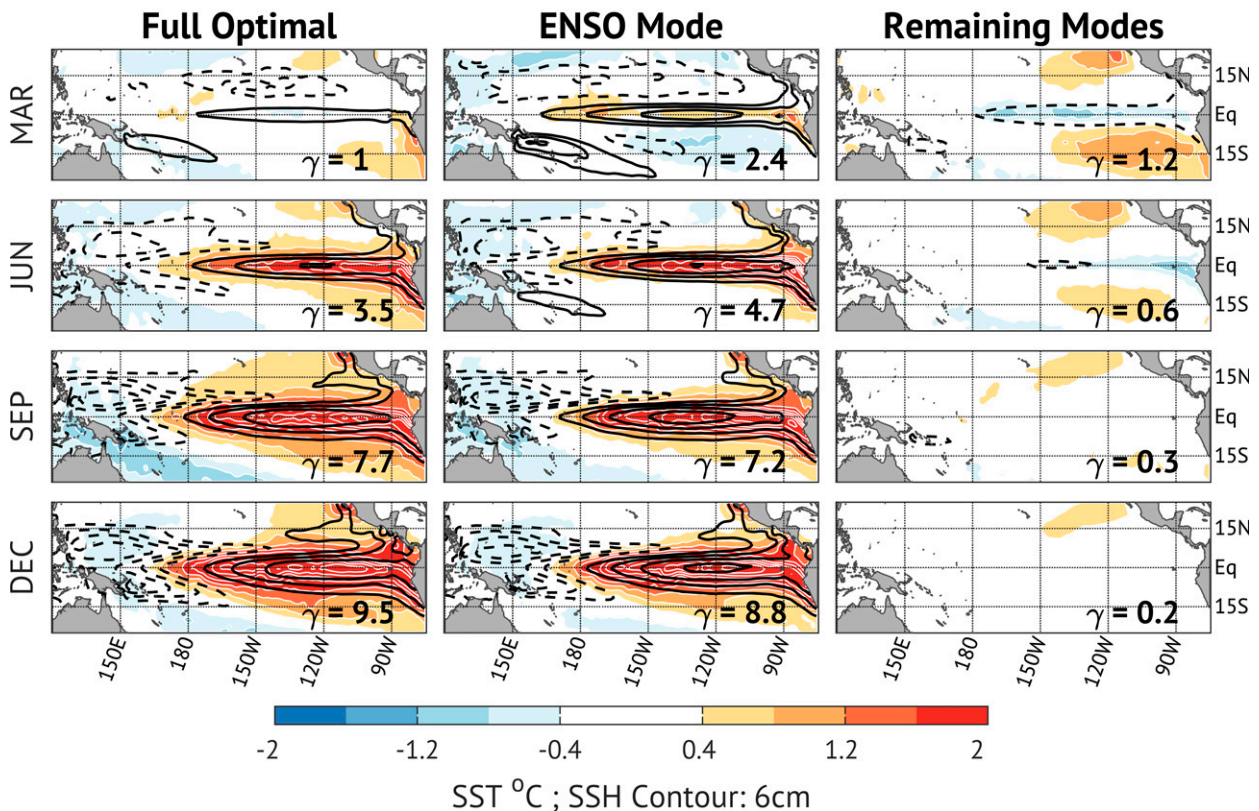 Full Optimal ENSO Mode Remaining Modes
MAR
15N
Eq
15S
γ = 1 γ = 2.4 γ = 1.2
JUN
15N
Eq
15S
γ = 3.5 γ = 4.7 γ = 0.6
SEP
15N
Eq
15S
γ = 7.7 γ = 7.2 γ = 0.3
DEC
15N
Eq
15S
γ = 9.5 γ = 8.8 γ = 0.2
150E 180 150W 120W 90W 150E 180 150W 120W 90W 150E 180 150W 120W 90W
-2 -1.2 -0.4 0.4 1.2 2
SST °C ; SSH Contour: 6cm